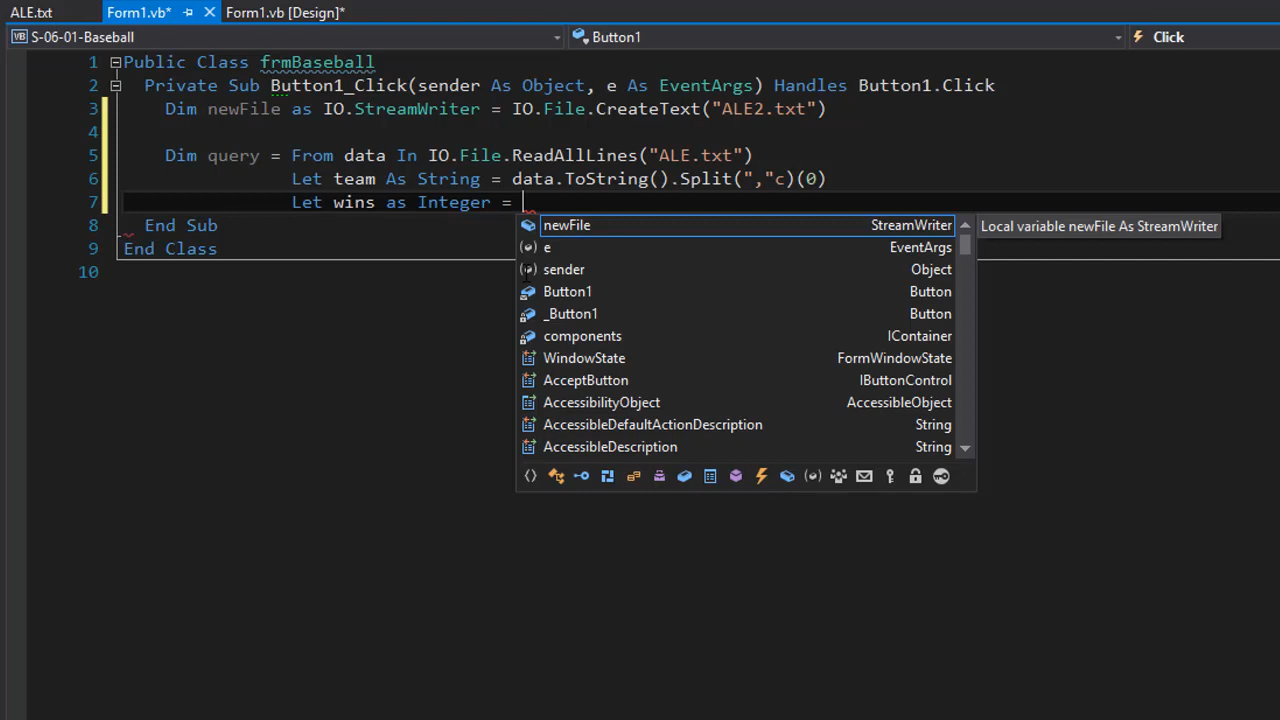 ALE.txt Form1.vb* Form1.vb [Design]*
VB S-06-01-Baseball Button1 Click
1 Public Class frmBaseball
2 Private Sub Button1_Click(sender As Object, e As EventArgs) Handles Button1.Click
3 Dim newFile as IO.StreamWriter = IO.File.CreateText("ALE2.txt")
4
5 Dim query = From data In IO.File.ReadAllLines("ALE.txt")
6 Let team As String = data.ToString().Split(","c)(0)
7 Let wins as Integer =
8 End Sub
9 End Class
10
newFile StreamWriter Local variable newFile As StreamWriter
e EventArgs
sender Object
Button1 Button
_Button1 Button
components IContainer
WindowState FormWindowState
AcceptButton IButtonControl
AccessibilityObject AccessibleObject
AccessibleDefaultActionDescription String
AccessibleDescription String